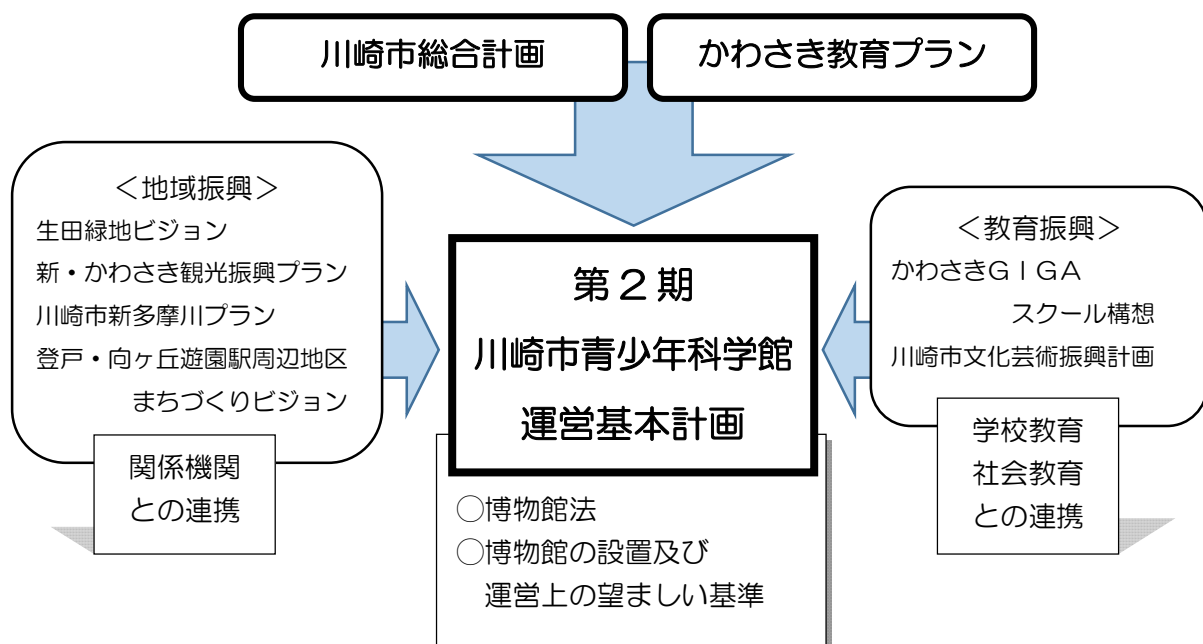 川崎市総合計画
かわさき教育プラン
＜地域振興＞
生田緑地ビジョン
新・かわさき観光振興プラン
川崎市新多摩川プラン
登戸・向ヶ丘遊園駅周辺地区
まちづくりビジョン
関係機関
との連携
第２期
川崎市青少年科学館
運営基本計画
○博物館法
○博物館の設置及び
運営上の望ましい基準
＜教育振興＞
かわさきＧＩＧＡ
スクール構想
川崎市文化芸術振興計画
学校教育
社会教育
との連携